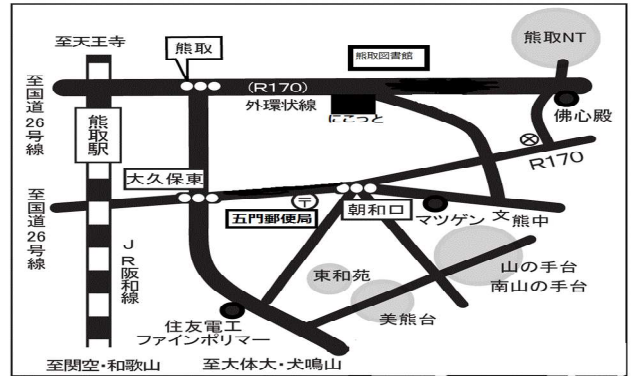 至天王寺
熊取
熊取図書館
熊取NT
至国道26号線
熊取駅
(R170)
外環状線
にこっと
佛心殿
R170
大久保東
至国道26号線
〒
五門郵便局
朝和口
マツゲン
文
熊中
JR阪和線
東和苑
山の手台
南山の手台
美熊台
住友電工
ファインポリマー
至関空・和歌山
至大体大・犬鳴山